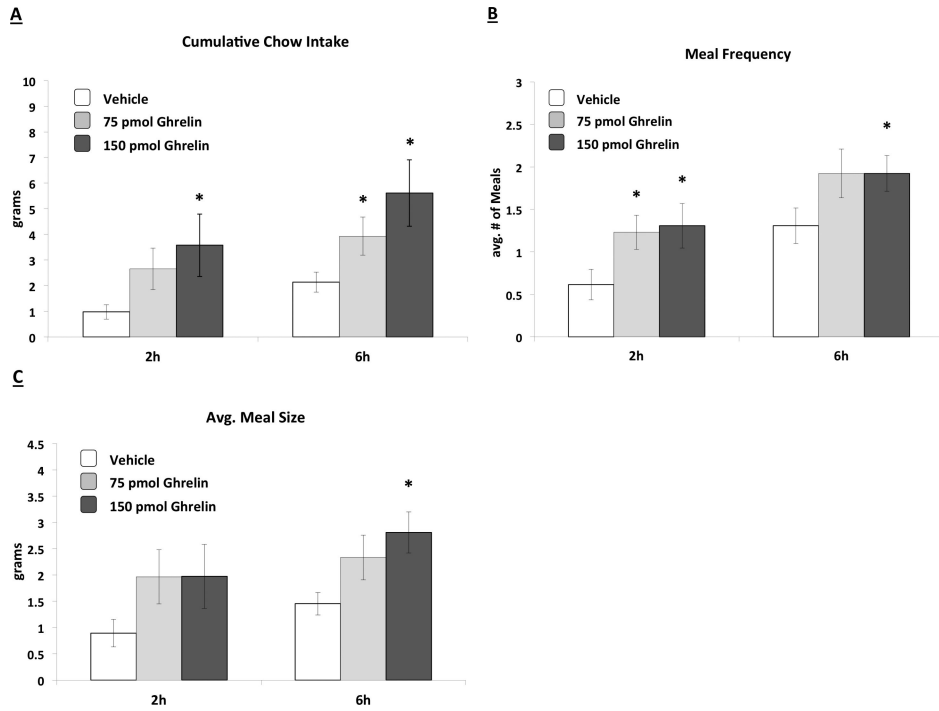 A
Cumulative Chow Intake
10
9
8
7
6
5
4
3
2
1
0
grams
Vehicle
75 pmol Ghrelin
150 pmol Ghrelin
*
*
*
2h
6h
B
Meal Frequency
3
2.5
2
1.5
1
0.5
0
avg. # of Meals
Vehicle
75 pmol Ghrelin
150 pmol Ghrelin
*
*
*
2h
6h
C
Avg. Meal Size
4.5
4
3.5
3
2.5
2
1.5
1
0.5
0
grams
Vehicle
75 pmol Ghrelin
150 pmol Ghrelin
*
2h
6h